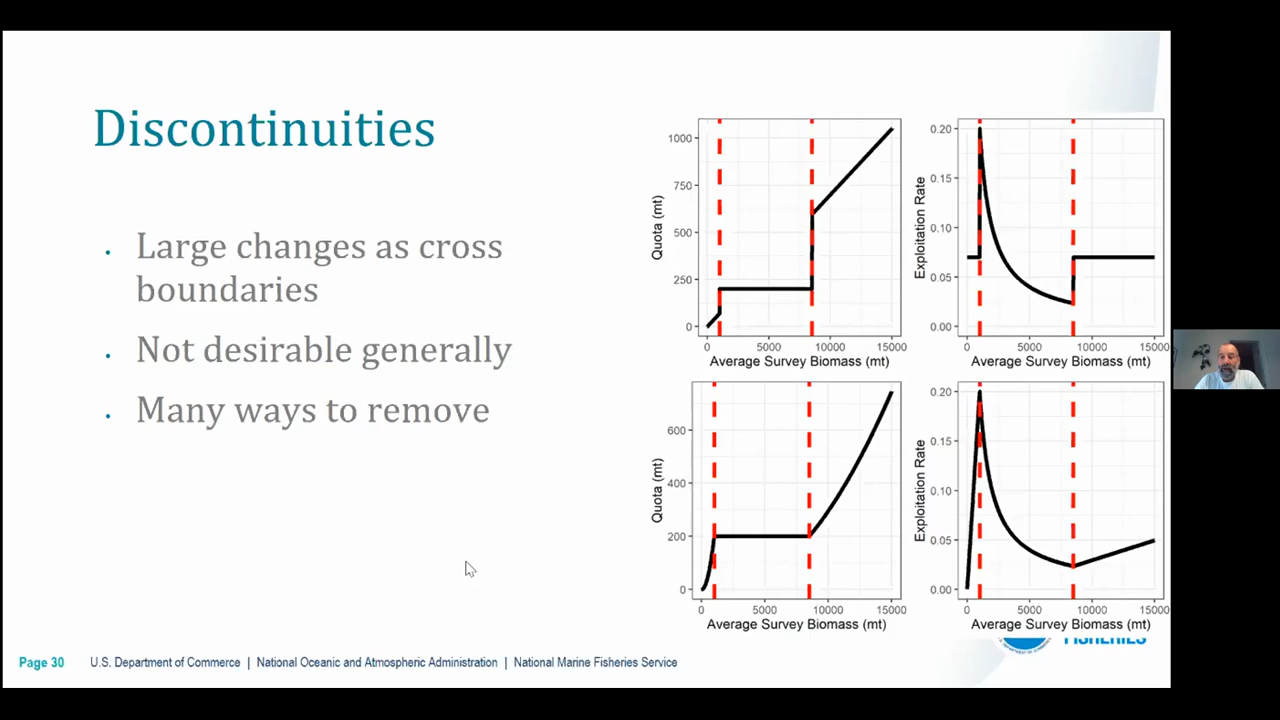 Discontinuities
· Large changes as cross
boundaries
· Not desirable generally
· Many ways to remove
1000
750
500
250
0
Quota (mt)
0 5000 10000 15000
Average Survey Biomass (mt)
0.20
0.15
0.10
0.05
0.00
Exploitation Rate
0 5000 10000 15000
Average Survey Biomass (mt)
600
400
200
0
Quota (mt)
0 5000 10000 15000
Average Survey Biomass (mt)
0.20
0.15
0.10
0.05
0.00
Exploitation Rate
0 5000 10000 15000
Average Survey Biomass (mt)
FISHERIES
Page 30 U.S. Department of Commerce | National Oceanic and Atmospheric Administration | National Marine Fisheries Service